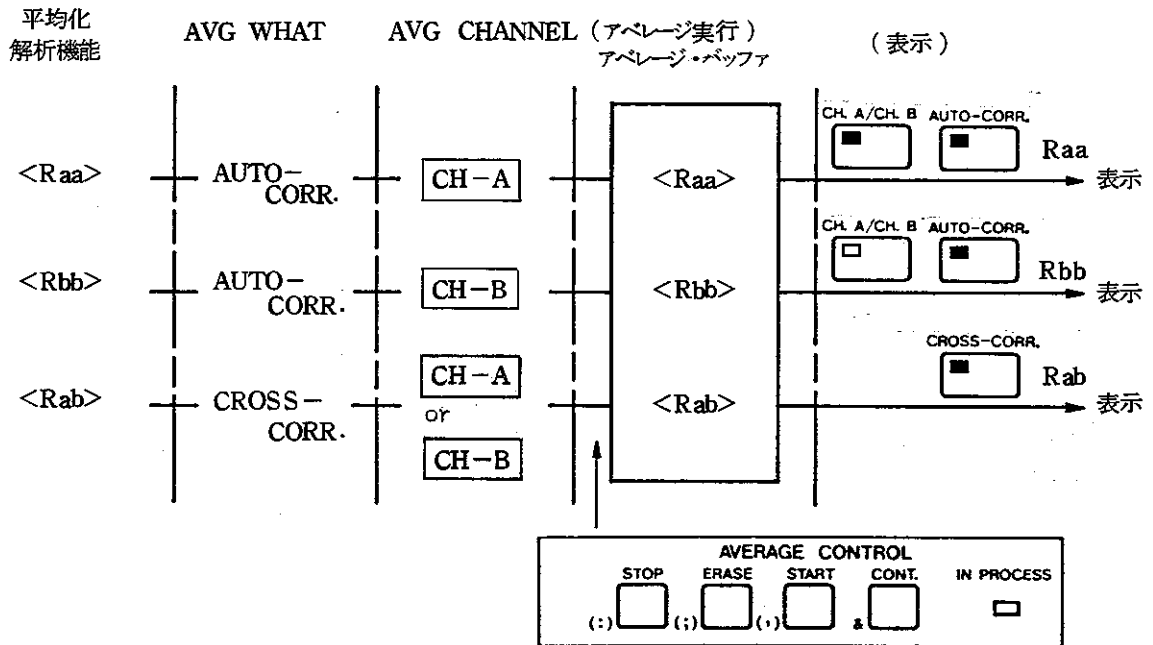 平均化
解析機能
AVG WHAT
AVG CHANNEL
(アベレージ実行)
アベレージ・バッファ
(表示)
<Raa>
AUTO-
CORR.
CH-A
<Raa>
CH. A/CH. B
AUTO-CORR.
Raa
表示
<Rbb>
AUTO-
CORR.
CH-B
<Rbb>
CH. A/CH. B
AUTO-CORR.
Rbb
表示
<Rab>
CROSS-
CORR.
CH-A
or
CH-B
<Rab>
CROSS-CORR.
Rab
表示
AVERAGE CONTROL
STOP
ERASE
START
CONT.
IN PROCESS
(:)
(;)
(,)
&